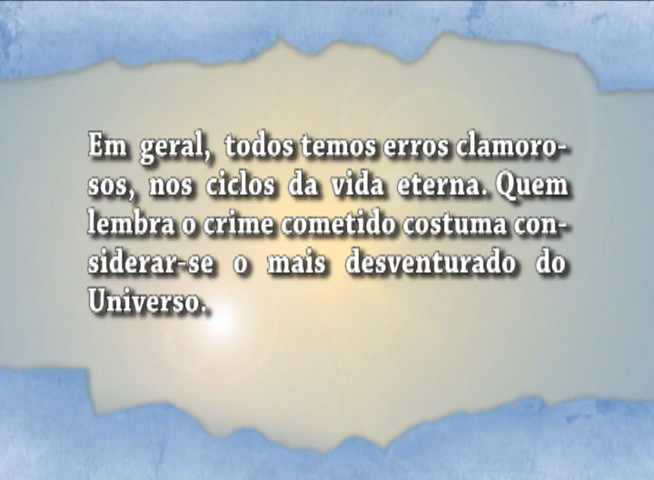 Em geral, todos temos erros clamoro-
sos, nos ciclos da vida eterna. Quem
lembra o crime cometido costuma con-
siderar-se o mais desventurado do
Universo.